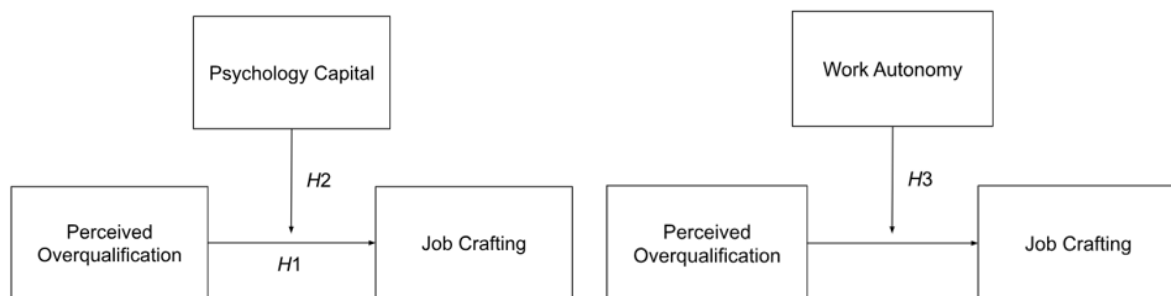 Psychology Capital
H2
Perceived
Overqualification
H1
Job Crafting
Work Autonomy
H3
Perceived
Overqualification
Job Crafting